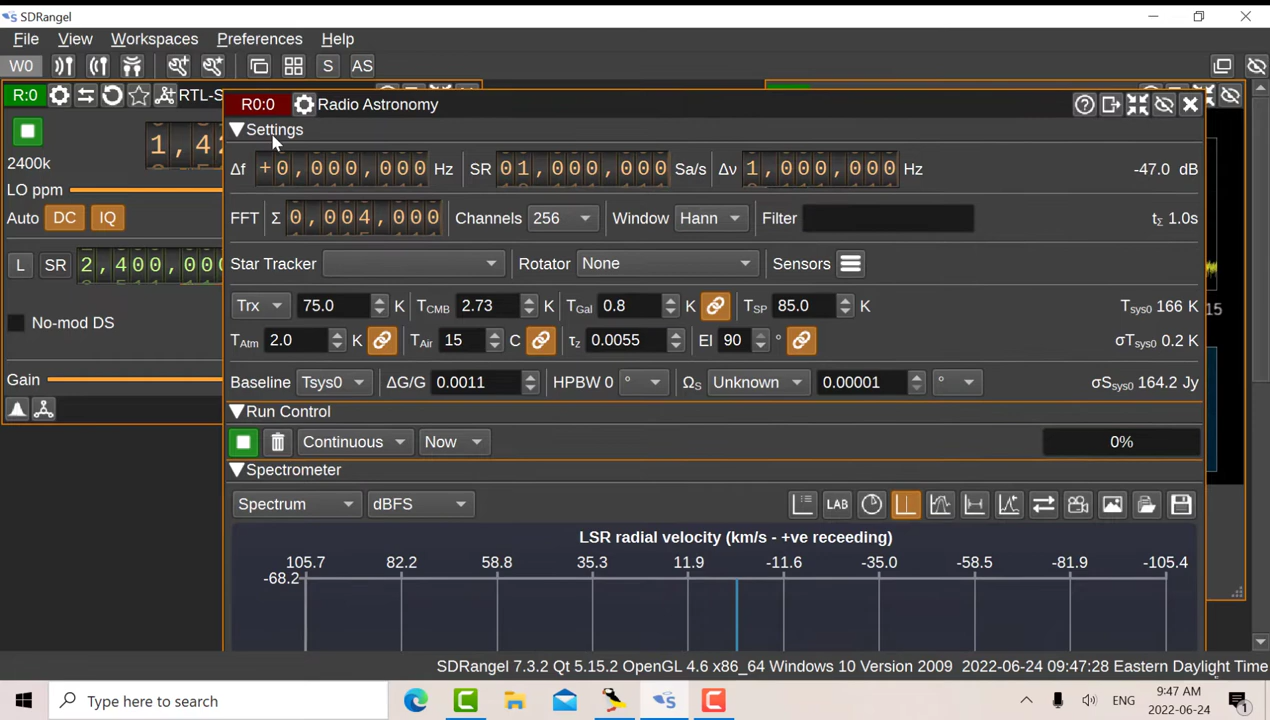 SDRangel
File View Workspaces Preferences Help
W0 S AS
R:0 RTL-S
R0:0 Radio Astronomy
Settings
1,42
2400k
Δf +0,000,000 Hz SR 01,000,000 Sa/s Δν 1,000,000 Hz -47.0 dB
LO ppm
Auto DC IQ
FFT Σ 0,004,000 Channels 256 Window Hann Filter tΣ 1.0s
L SR 2,400,000
Star Tracker Rotator None Sensors
No-mod DS
Trx 75.0 K TCMB 2.73 K TGal 0.8 K TSP 85.0 K Tsys0 166 K
15
TAtm 2.0 K TAir 15 C τz 0.0055 El 90 ° σTsys0 0.2 K
Gain
Baseline Tsys0 ΔG/G 0.0011 HPBW 0 ° ΩS Unknown 0.00001 ° σSsys0 164.2 Jy
Run Control
Continuous Now 0%
Spectrometer
Spectrum dBFS LAB
LSR radial velocity (km/s - +ve receeding)
105.7 82.2 58.8 35.3 11.9 -11.6 -35.0 -58.5 -81.9 -105.4
-68.2
SDRangel 7.3.2 Qt 5.15.2 OpenGL 4.6 x86_64 Windows 10 Version 2009 2022-06-24 09:47:28 Eastern Daylight Time
Type here to search
ENG
9:47 AM
2022-06-24
1